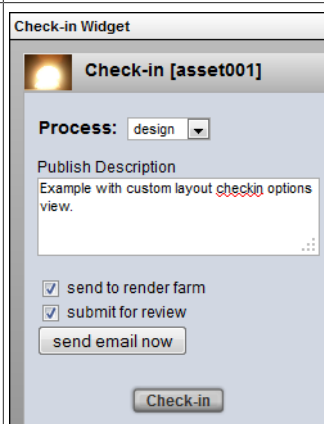 Check-in Widget
Check-in [asset001]
Process: design
Publish Description
Example with custom layout checkin options
view.
send to render farm
submit for review
send email now
Check-in